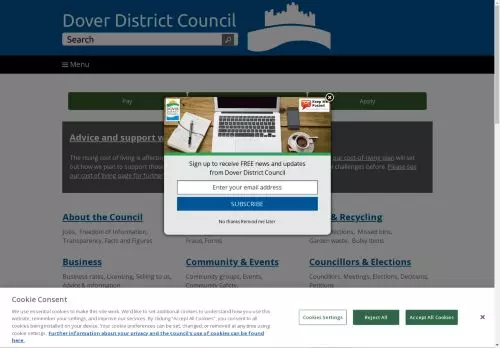 Dover District Council
Search
Menu
Pay
Apply
Keep Me Posted
Advice and support w
The rising cost of living is affectin
our cost-of-living plan will set
out how we plan to support thos
challenges before. Please see
our cost of living page for furthe
Sign up to receive FREE news and updates
from Dover District Council
Enter your email address
SUBSCRIBE
No thanks Remind me later
About the Council
& Recycling
Jobs, Freedom of Information,
Transparency, Facts and Figures
Fraud, Forms
ections, Missed bins,
Garden waste, Bulky items
Business
Community & Events
Councillors & Elections
Business rates, Licensing, Selling to us,
Advice & information
Community groups, Events,
Community Safety,
Councillors, Meetings, Elections, Decisions,
Petitions
Cookie Consent
We use essential cookies to make this site work. We'd like to set additional cookies to understand how you use this
website, remember your settings, and improve our services. By clicking "Accept All Cookies", you consent to all
cookies being installed on your device. Your cookie preferences can be set, changed, or refreshed at any time using
cookie settings. Further information about your privacy and the council's use of cookies can be found
here.
Cookies Settings
Reject All
Accept All Cookies